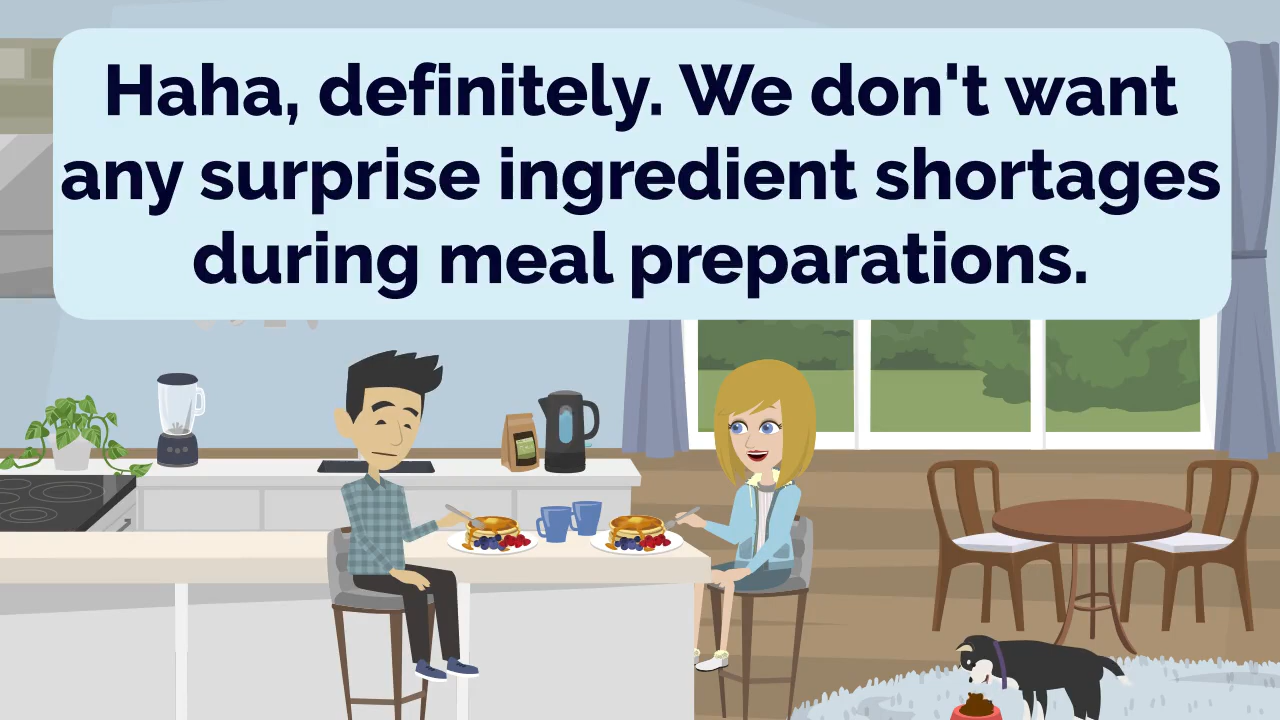 Haha, definitely. We don't want
any surprise ingredient shortages
during meal preparations.